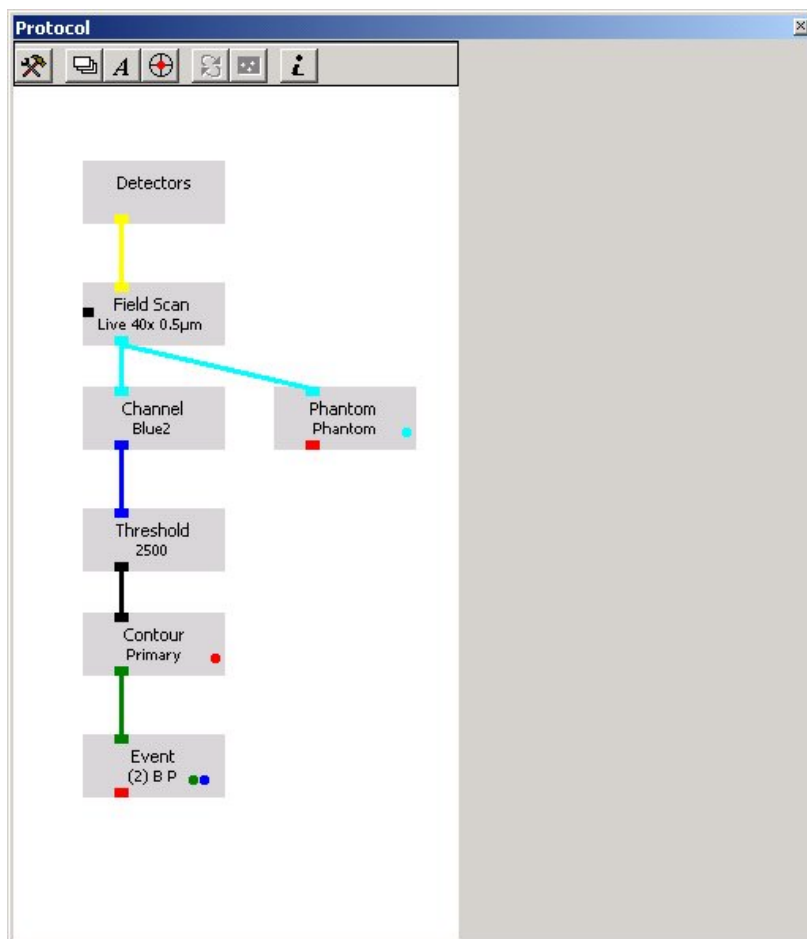 Protocol
A
i
Detectors
Field Scan
Live 40x 0.5µm
Channel
Blue2
Phantom
Phantom
Threshold
2500
Contour
Primary
Event
(2) B P